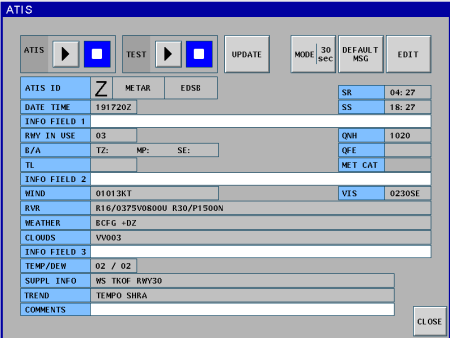 ATIS
ATIS TEST UPDATE MODE 30 sec DEFAULT MSG EDIT
ATIS ID Z METAR EDSB SR 04:27
DATE TIME 191720Z SS 18:27
INFO FIELD 1
RWY IN USE 03 QNH 1020
B/A TZ: MP: SE: QFE
TL MET CAT
INFO FIELD 2
WIND 01013KT VIS 0230SE
RVR R16/0375V0800U R30/P1500N
WEATHER BCFG +DZ
CLOUDS VV003
INFO FIELD 3
TEMP/DEW 02 / 02
SUPPL INFO WS TKOF RWY30
TREND TEMPO SHRA
COMMENTS
CLOSE